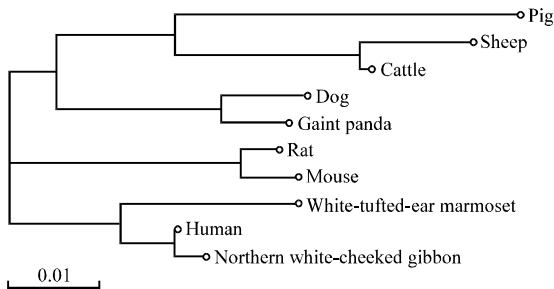 Pig
Sheep
Cattle
Dog
Gaint panda
Rat
Mouse
White-tufted-ear marmoset
Human
Northern white-cheeked gibbon
0.01